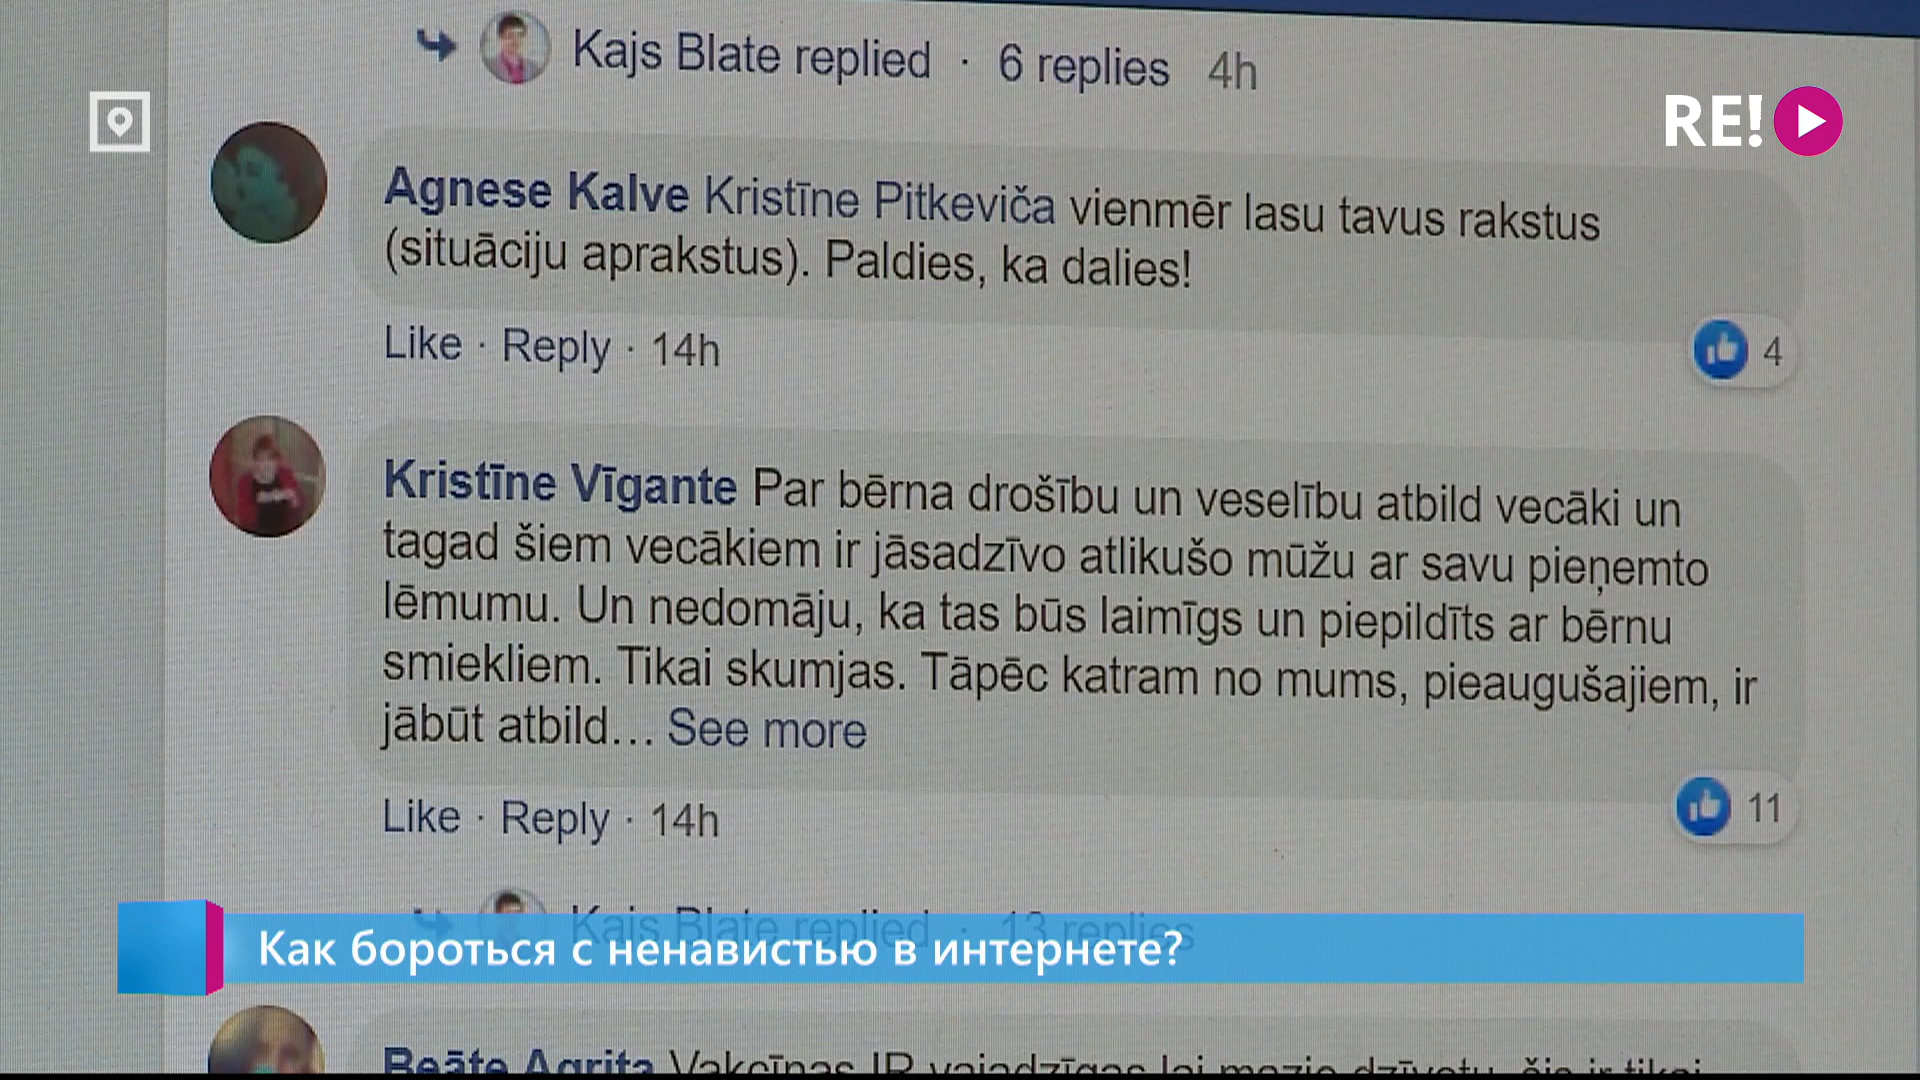 Kajs Blate replied · 6 replies 4h
RE!
Agnese Kalve Kristīne Pitkeviča vienmēr lasu tavus rakstus
(situāciju aprakstus). Paldies, ka dalies!
Like · Reply · 14h
4
Kristīne Vīgante Par bērna drošību un veselību atbild vecāki un
tagad šiem vecākiem ir jāsadzīvo atlikušo mūžu ar savu pieņemto
lēmumu. Un nedomāju, ka tas būs laimīgs un piepildīts ar bērnu
smiekliem. Tikai skumjas. Tāpēc katram no mums, pieaugušajiem, ir
jābūt atbild... See more
Like · Reply · 14h
11
Kajs Blate replied · 13 replies
Как бороться с ненавистью в интернете?
Beāte Agrita Vakcīnas IR vajadzīgas lai mazie dzīvotu, šie ir tikai